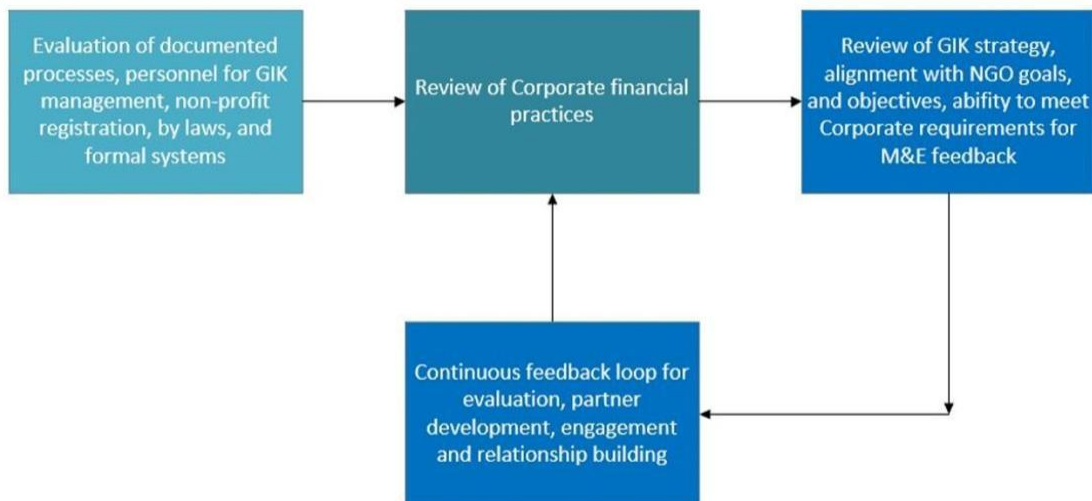 Evaluation of documented
processes, personnel for GIK
management, non-profit
registration, by laws, and
formal systems
Review of Corporate financial
practices
Review of GIK strategy,
alignment with NGO goals,
and objectives, ability to meet
Corporate requirements for
M&E feedback
Continuous feedback loop for
evaluation, partner
development, engagement
and relationship building